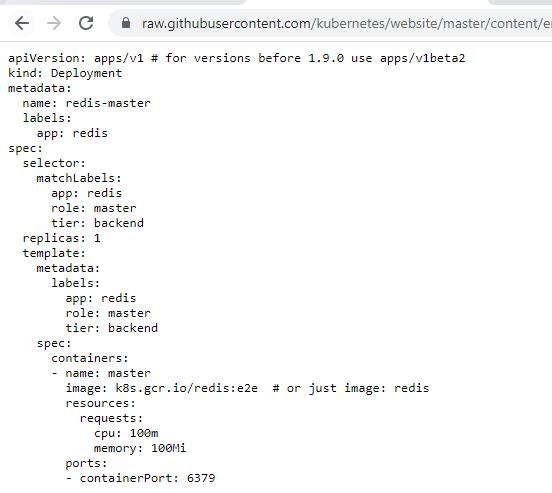 raw.githubusercontent.com/kubernetes/website/master/content/
apiVersion: apps/v1 # for versions before 1.9.0 use apps/v1beta2
kind: Deployment
metadata:
  name: redis-master
  labels:
    app: redis
spec:
  selector:
    matchLabels:
      app: redis
      role: master
      tier: backend
  replicas: 1
  template:
    metadata:
      labels:
        app: redis
        role: master
        tier: backend
    spec:
      containers:
      - name: master
        image: k8s.gcr.io/redis:e2e  # or just image: redis
        resources:
          requests:
            cpu: 100m
            memory: 100Mi
        ports:
        - containerPort: 6379